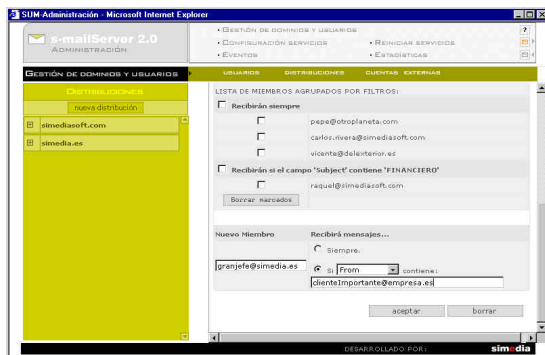 SUM-Administración - Microsoft Internet Explorer
s-mailServer 2.0
ADMINISTRACIÓN
• GESTIÓN DE DOMINIOS Y USUARIOS
• CONFIGURACIÓN SERVICIOS
• REINICIAR SERVICIOS
• EVENTOS
• ESTADÍSTICAS
?
GESTIÓN DE DOMINIOS Y USUARIOS
USUARIOS DISTRIBUCIONES CUENTAS EXTERNAS
DISTRIBUCIONES
nueva distribución
simediasoft.com
simedia.es
LISTA DE MIEMBROS AGRUPADOS POR FILTROS:
Recibirán siempre
pepe@otroplaneta.com
carlos.rivera@simediasoft.com
vicente@delexterior.es
Recibirán si el campo 'Subject' contiene 'FINANCIERO'
raquel@simediasoft.com
Borrar marcados
Nuevo Miembro
Recibirá mensajes...
Siempre.
granjefe@simedia.es
Si From contiene:
clienteImportante@empresa.es
aceptar
borrar
DESARROLLADO POR:
simedia